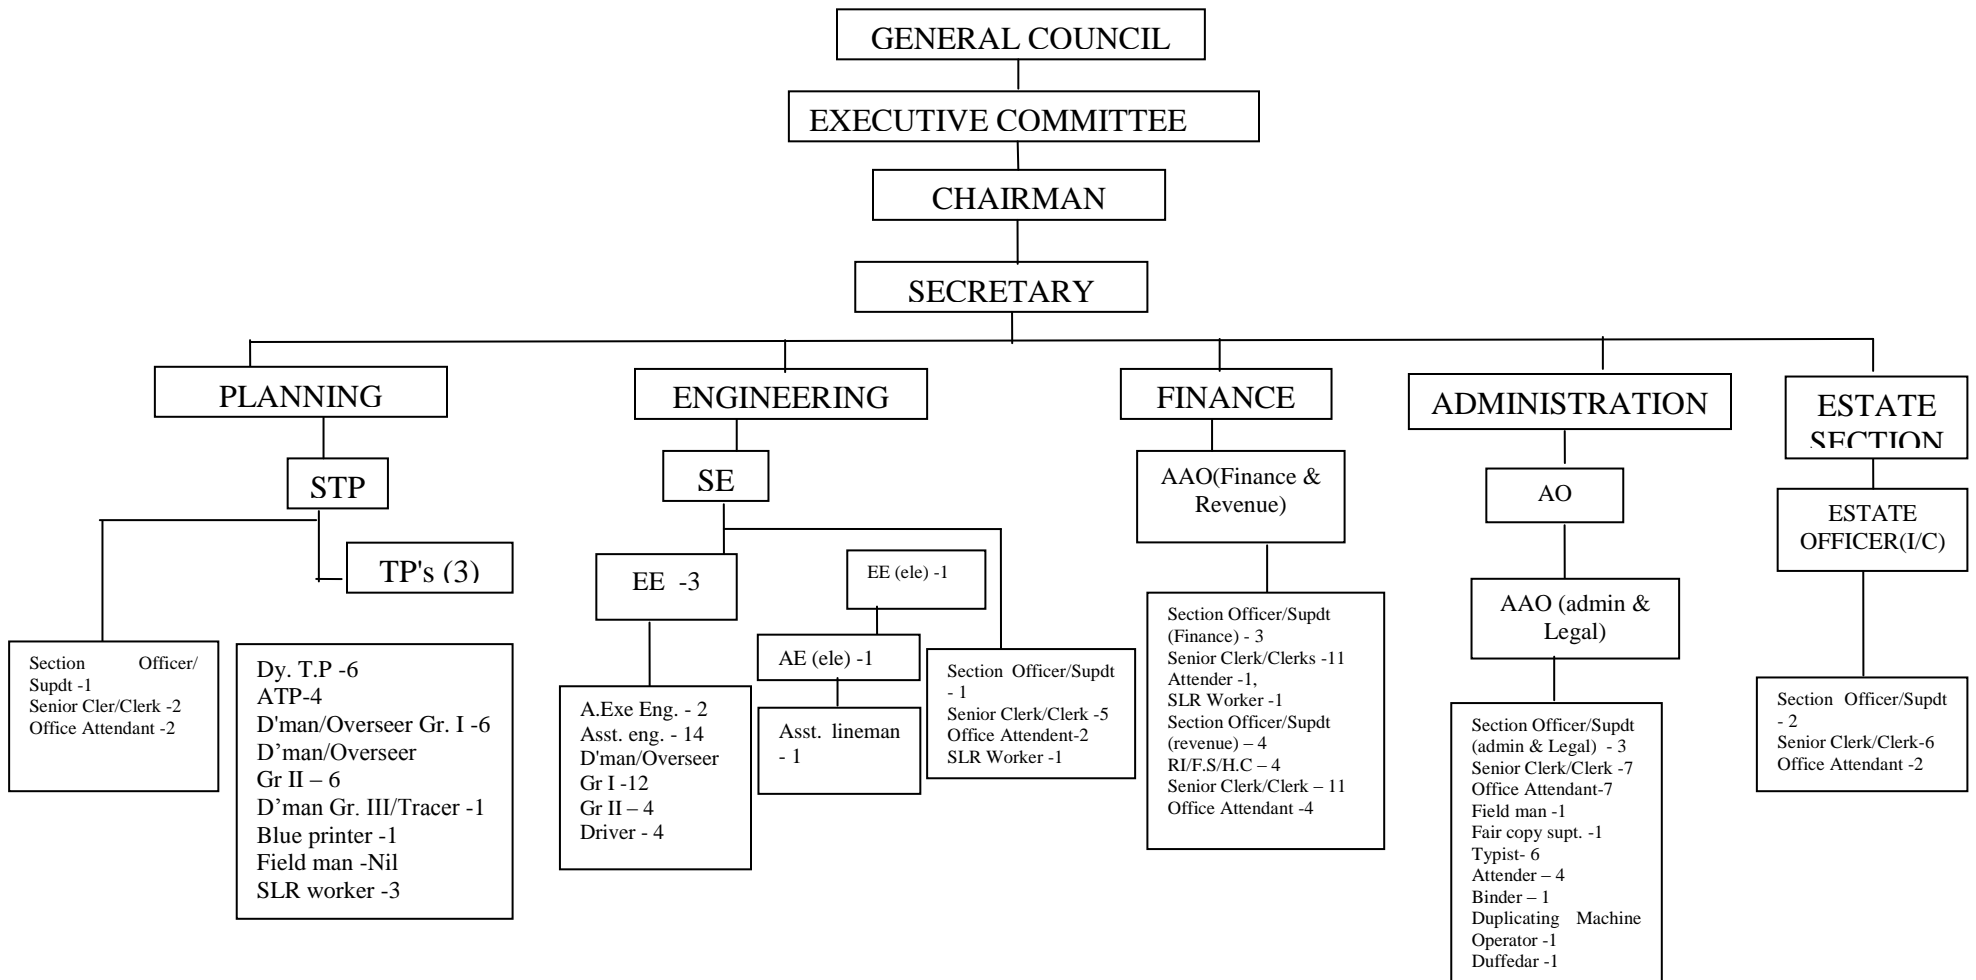 GENERAL COUNCIL
EXECUTIVE COMMITTEE
CHAIRMAN
SECRETARY
PLANNING
ENGINEERING
FINANCE
ADMINISTRATION
ESTATE
SECTION
STP
SE
AAO(Finance &
Revenue)
AO
ESTATE
OFFICER(I/C)
TP's (3)
EE -3
EE (ele) -1
AAO (admin &
Legal)
Section Officer/
Supdt -1
Senior Cler/Clerk -2
Office Attendant -2
Dy. T.P -6
ATP-4
D'man/Overseer Gr. I -6
D’man/Overseer
Gr II – 6
D’man Gr. III/Tracer -1
Blue printer -1
Field man -Nil
SLR worker -3
A.Exe Eng. - 2
Asst. eng. - 14
D'man/Overseer
Gr I -12
Gr II – 4
Driver - 4
AE (ele) -1
Asst. lineman
- 1
Section Officer/Supdt
- 1
Senior Clerk/Clerk -5
Office Attendent-2
SLR Worker -1
Section Officer/Supdt
(Finance) - 3
Senior Clerk/Clerks -11
Attender -1,
SLR Worker -1
Section Officer/Supdt
(revenue) – 4
RI/F.S/H.C – 4
Senior Clerk/Clerk – 11
Office Attendant -4
Section Officer/Supdt
(admin & Legal) - 3
Senior Clerk/Clerk -7
Office Attendant-7
Field man -1
Fair copy supt. -1
Typist- 6
Attender – 4
Binder – 1
Duplicating Machine
Operator -1
Duffedar -1
Section Officer/Supdt
- 2
Senior Clerk/Clerk-6
Office Attendant -2